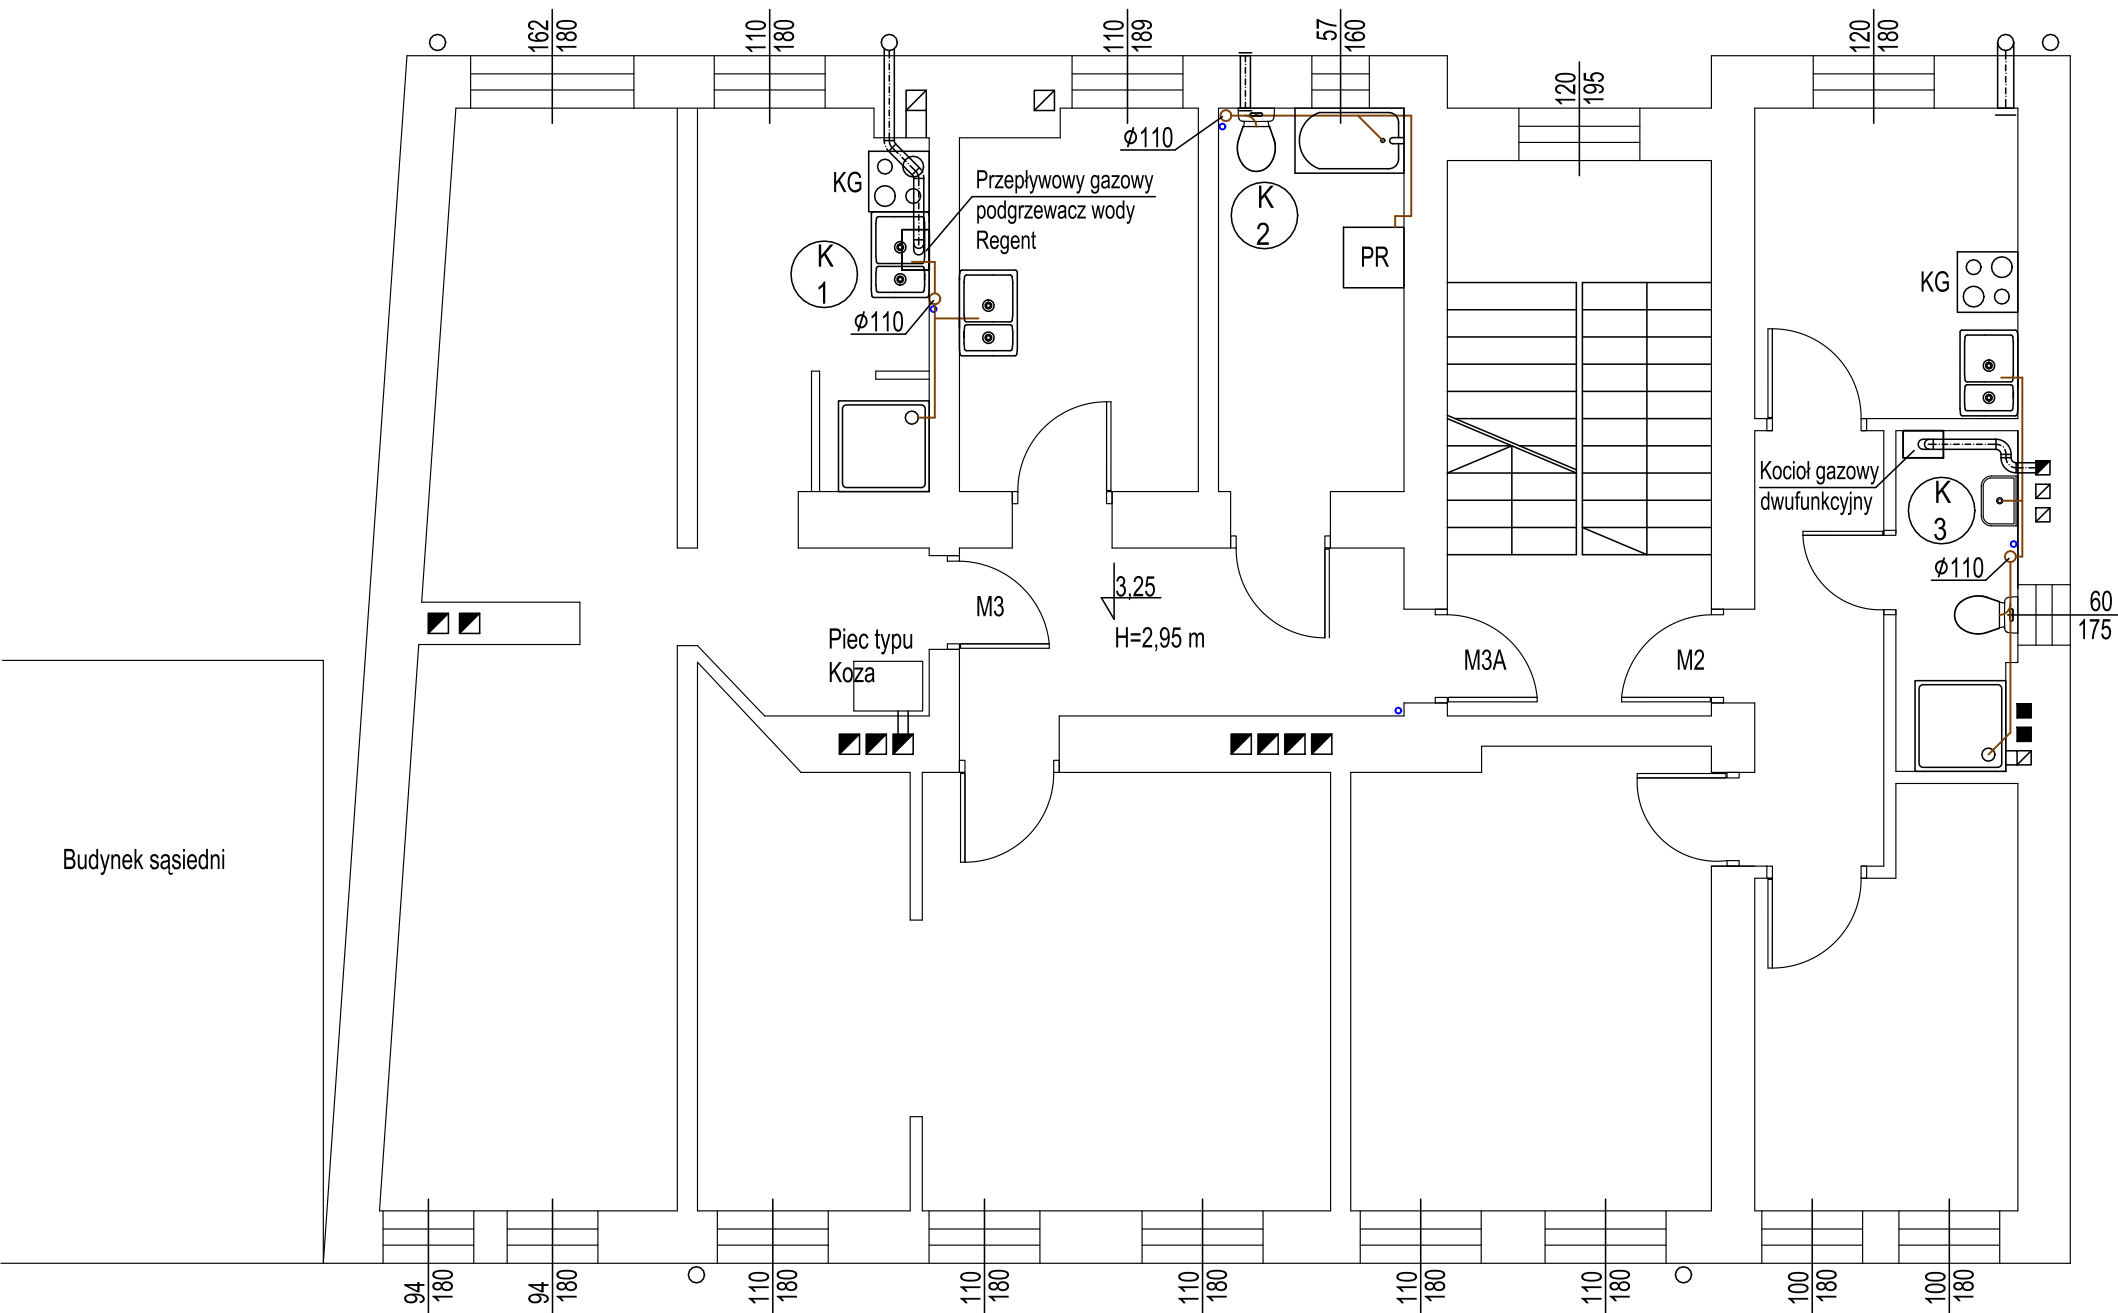 162
180
110
180
110
189
57
160
120
195
120
180
KG
Przepływowy gazowy
podgrzewacz wody
Regent
K
1
ϕ110
ϕ110
K
2
PR
KG
Kocioł gazowy
dwufunkcyjny
K
3
ϕ110
60
175
M3
3,25
H=2,95 m
Piec typu
Koza
M3A
M2
Budynek sąsiedni
94
180
94
180
110
180
110
180
110
180
110
180
110
180
100
180
100
180